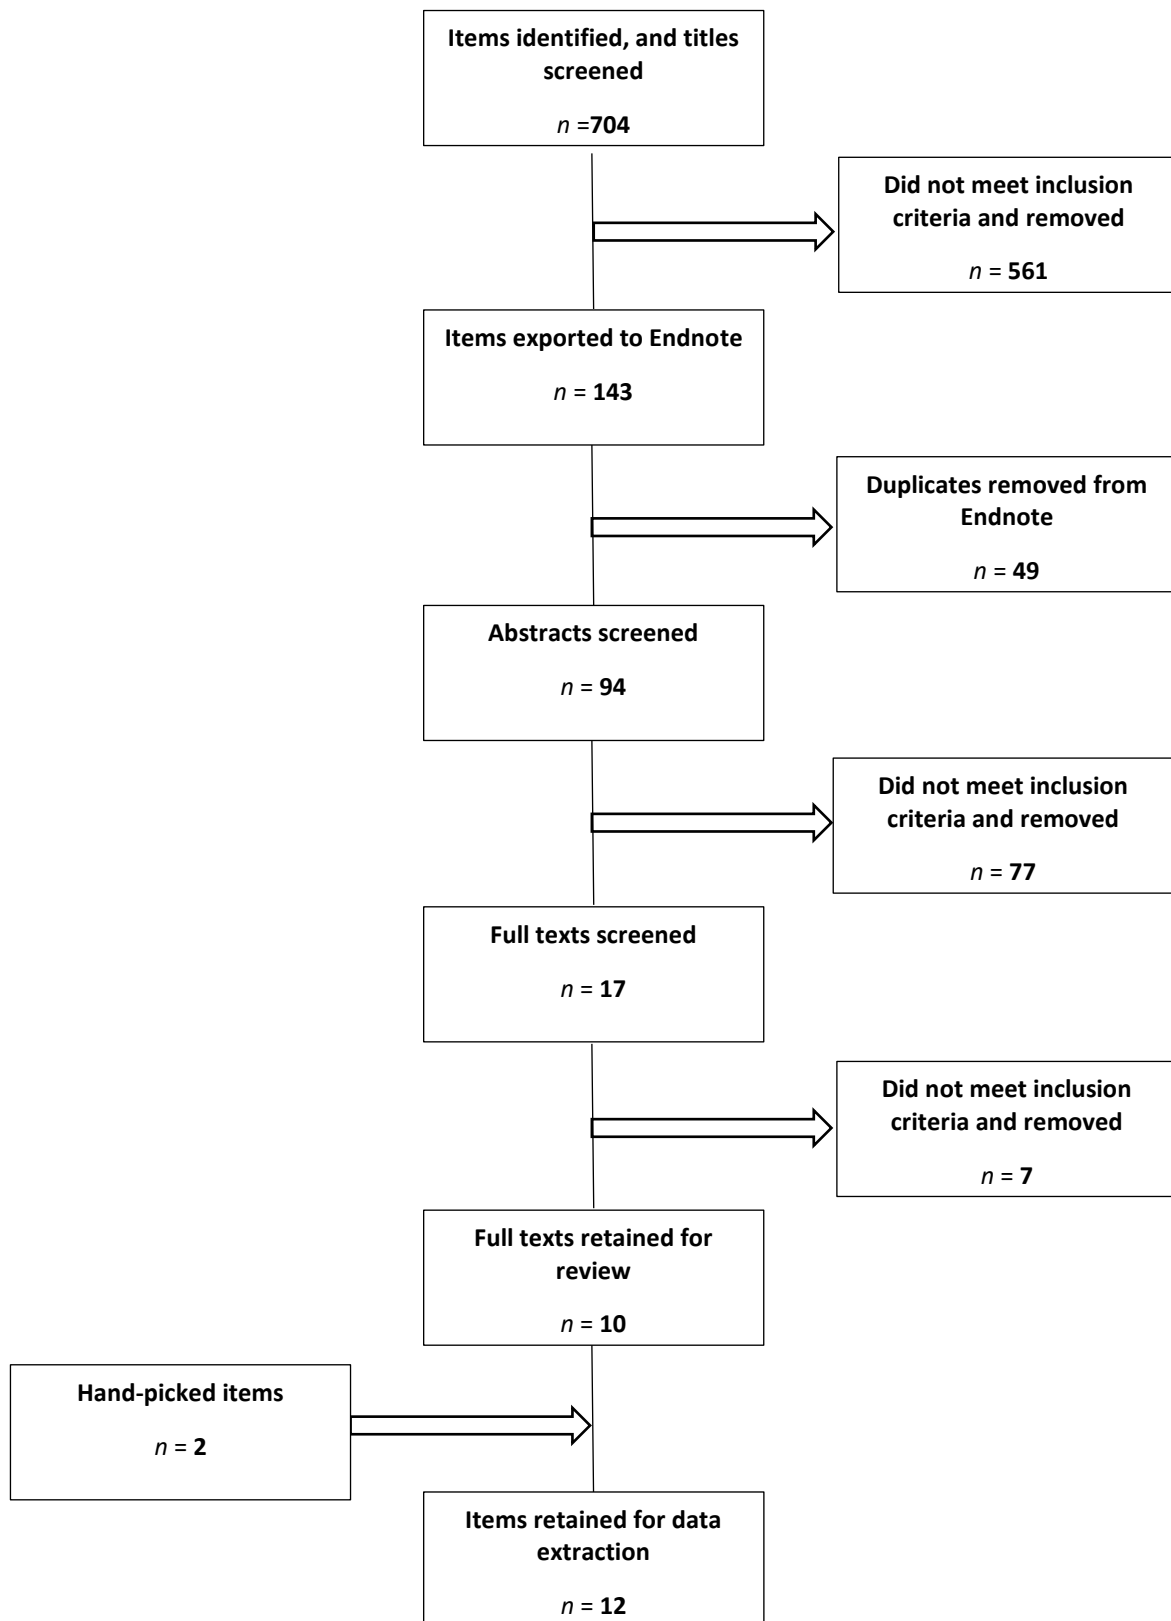 Items identified, and titles
screened
n =704
Did not meet inclusion
criteria and removed
n = 561
Items exported to Endnote
n = 143
Duplicates removed from
Endnote
n = 49
Abstracts screened
n = 94
Did not meet inclusion
criteria and removed
n = 77
Full texts screened
n = 17
Did not meet inclusion
criteria and removed
n = 7
Full texts retained for
review
n = 10
Hand-picked items
n = 2
Items retained for data
extraction
n = 12